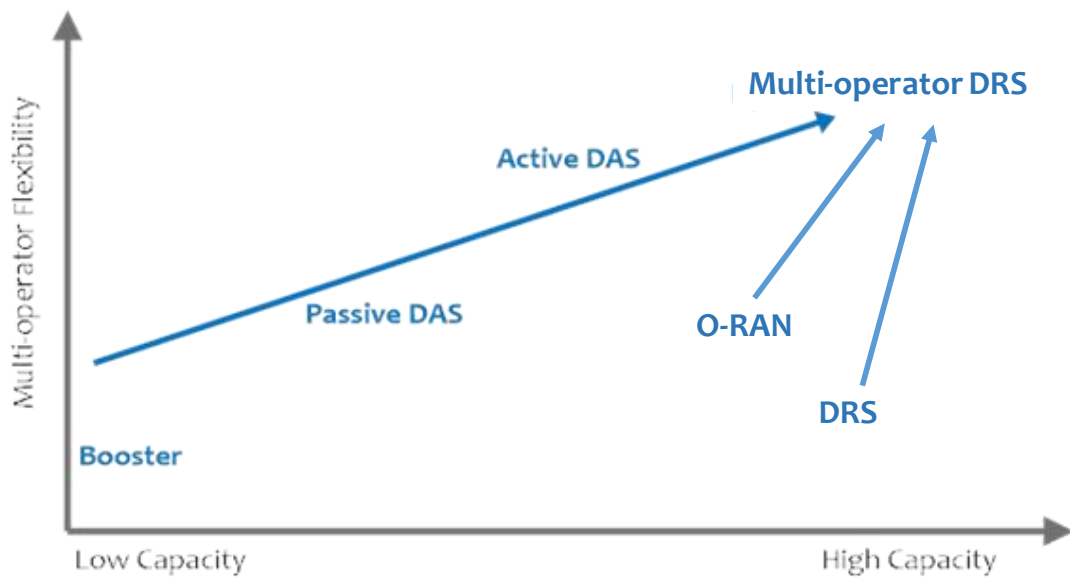 Multi-operator Flexibility
Multi-operator DRS
Active DAS
Passive DAS
O-RAN
DRS
Booster
Low Capacity
High Capacity